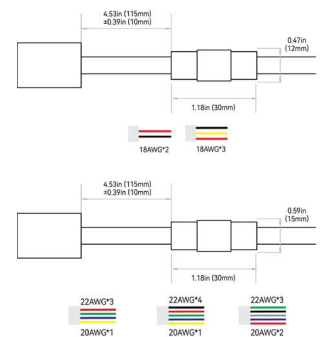 4.53in (115mm)
±0.39in (10mm)
0.47in
(12mm)
1.18in (30mm)
18AWG*2 18AWG*3
4.53in (115mm)
±0.39in (10mm)
0.59in
(15mm)
1.18in (30mm)
22AWG*3 22AWG*4 22AWG*3
20AWG*1 20AWG*1 20AWG*2